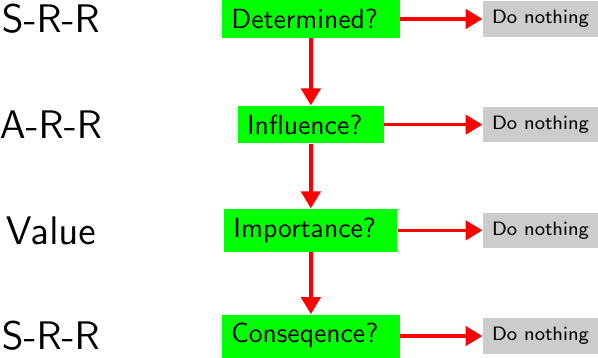 S-R-R Determined? Do nothing
A-R-R Influence? Do nothing
Value Importance? Do nothing
S-R-R Conseqence? Do nothing